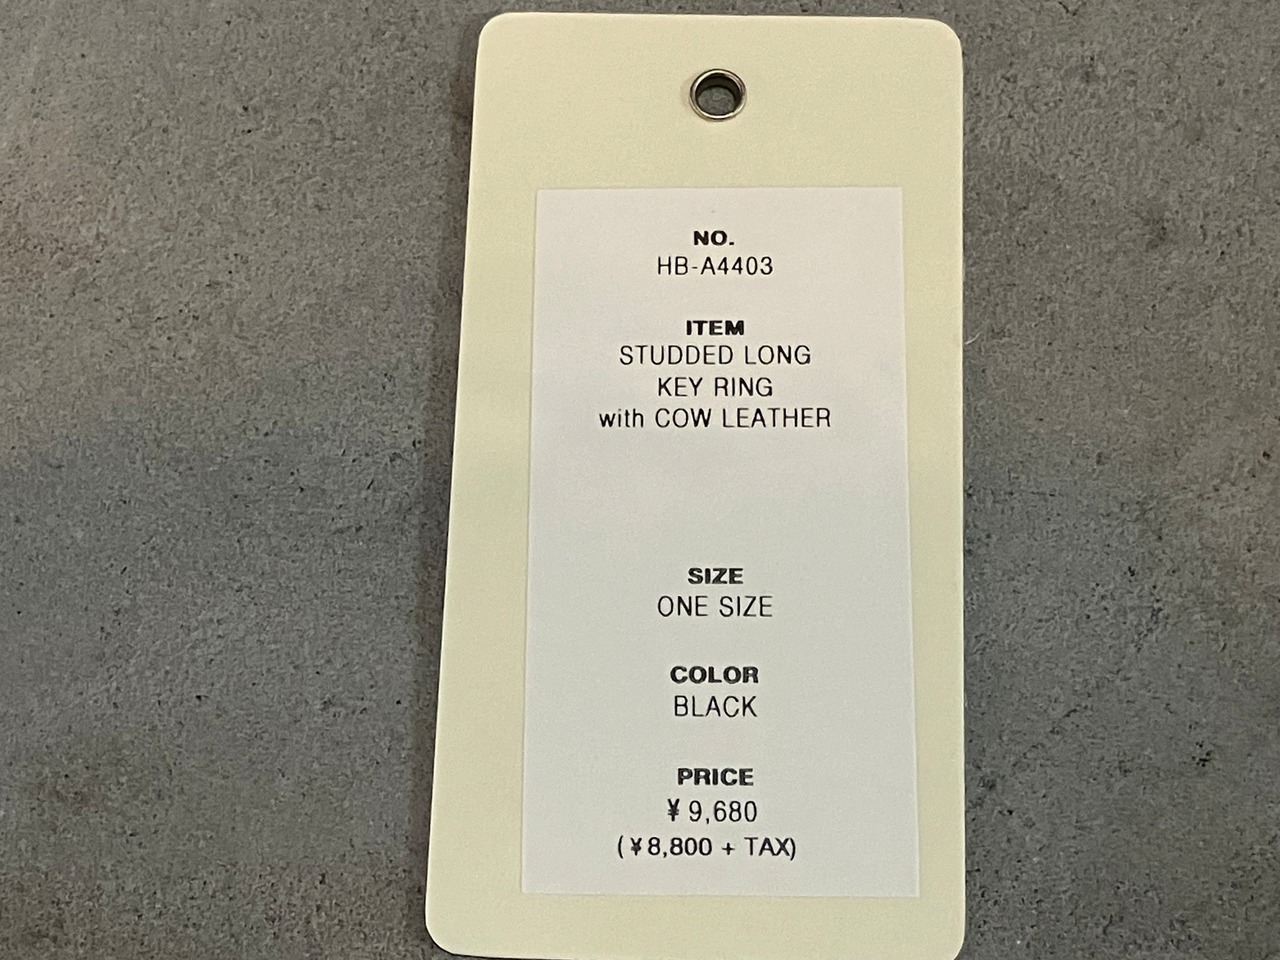 NO.
HB-A4403
ITEM
STUDDED LONG
KEY RING
with COW LEATHER
SIZE
ONE SIZE
COLOR
BLACK
PRICE
¥ 9,680
(¥8,800 + TAX)